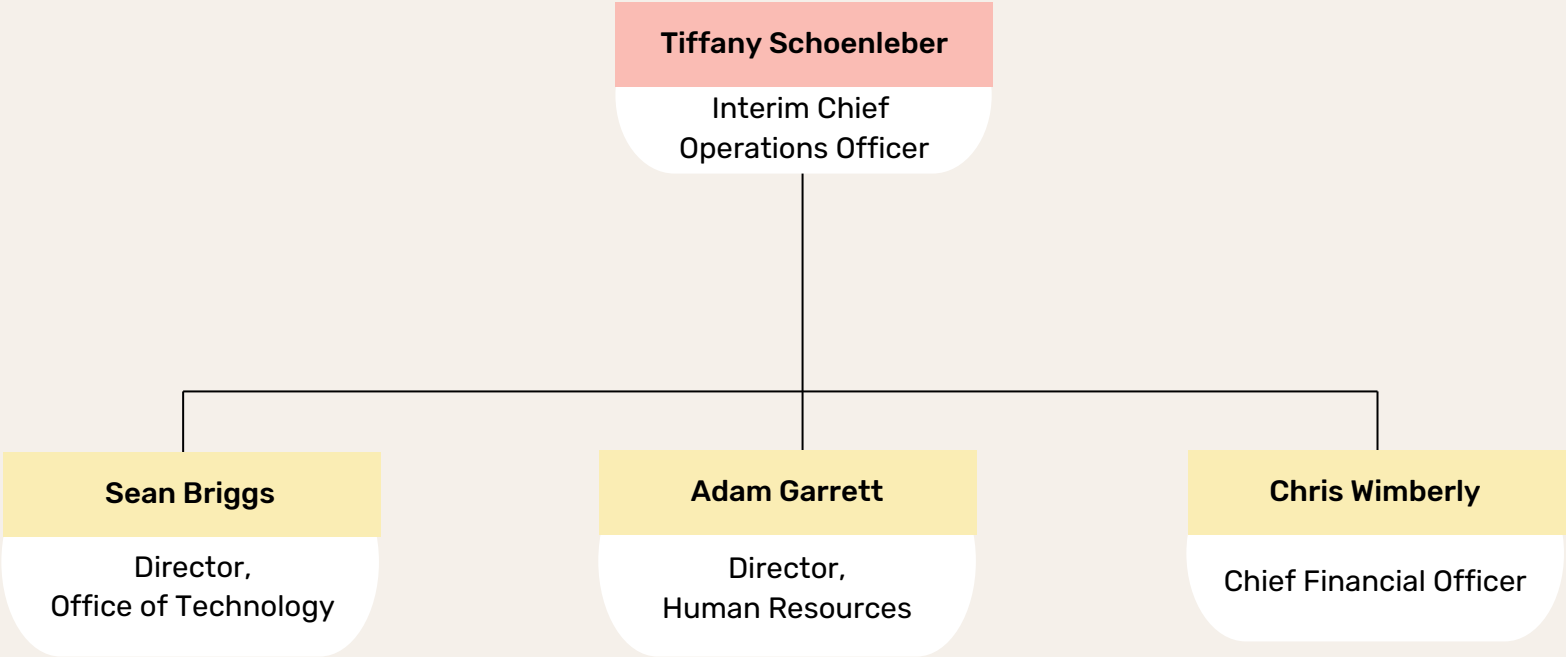 Tiffany Schoenleber
Interim Chief
Operations Officer
Sean Briggs
Director,
Office of Technology
Adam Garrett
Director,
Human Resources
Chris Wimberly
Chief Financial Officer